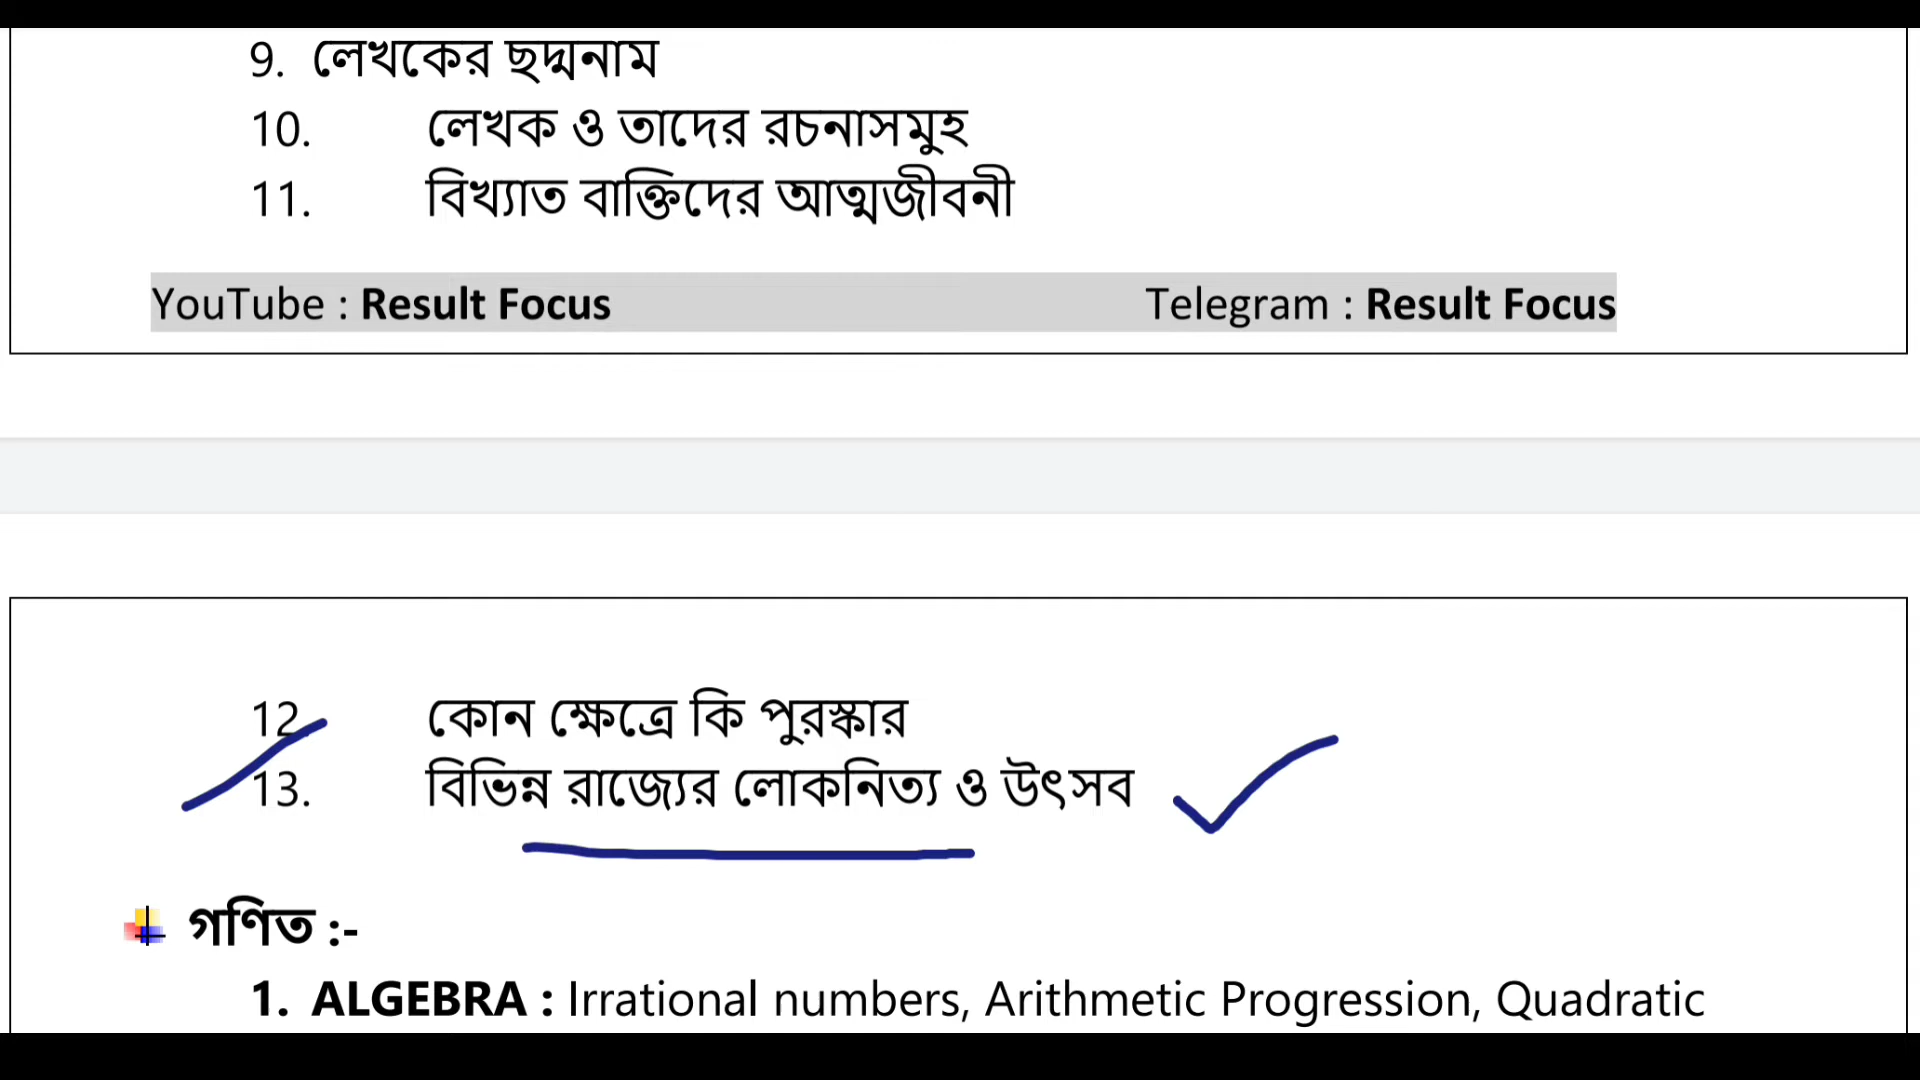 9. লেখকের ছদ্মনাম
10. লেখক ও তাদের রচনাসমুহ
11. বিখ্যাত বাক্তিদের আত্মজীবনী
YouTube : Result Focus Telegram : Result Focus
12. কোন ক্ষেত্রে কি পুরস্কার
13. বিভিন্ন রাজ্যের লোকনিত্য ও উৎসব
গণিত :-
1. ALGEBRA : Irrational numbers, Arithmetic Progression, Quadratic